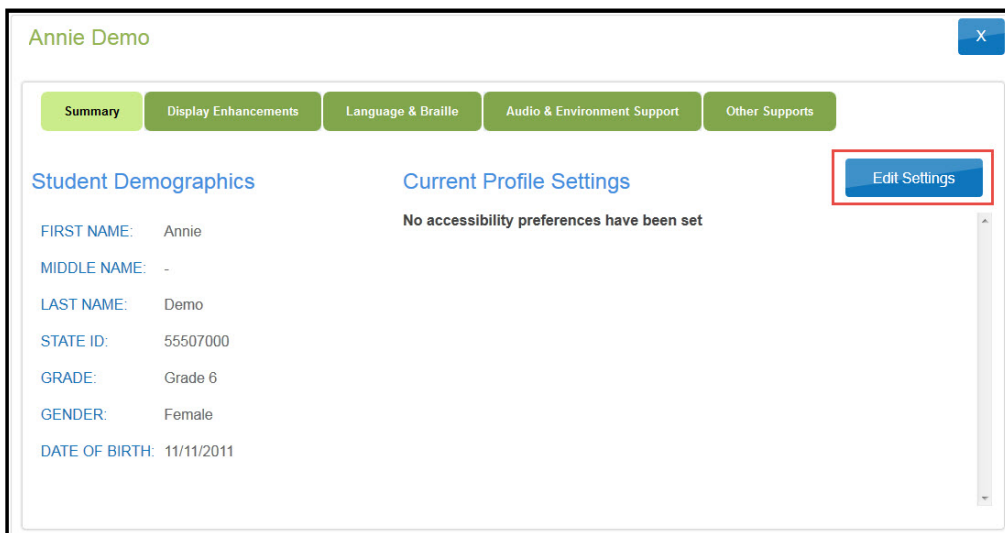 Annie Demo
X
Summary Display Enhancements Language & Braille Audio & Environment Support Other Supports
Student Demographics
Current Profile Settings
Edit Settings
No accessibility preferences have been set
FIRST NAME: Annie
MIDDLE NAME: -
LAST NAME: Demo
STATE ID: 55507000
GRADE: Grade 6
GENDER: Female
DATE OF BIRTH: 11/11/2011